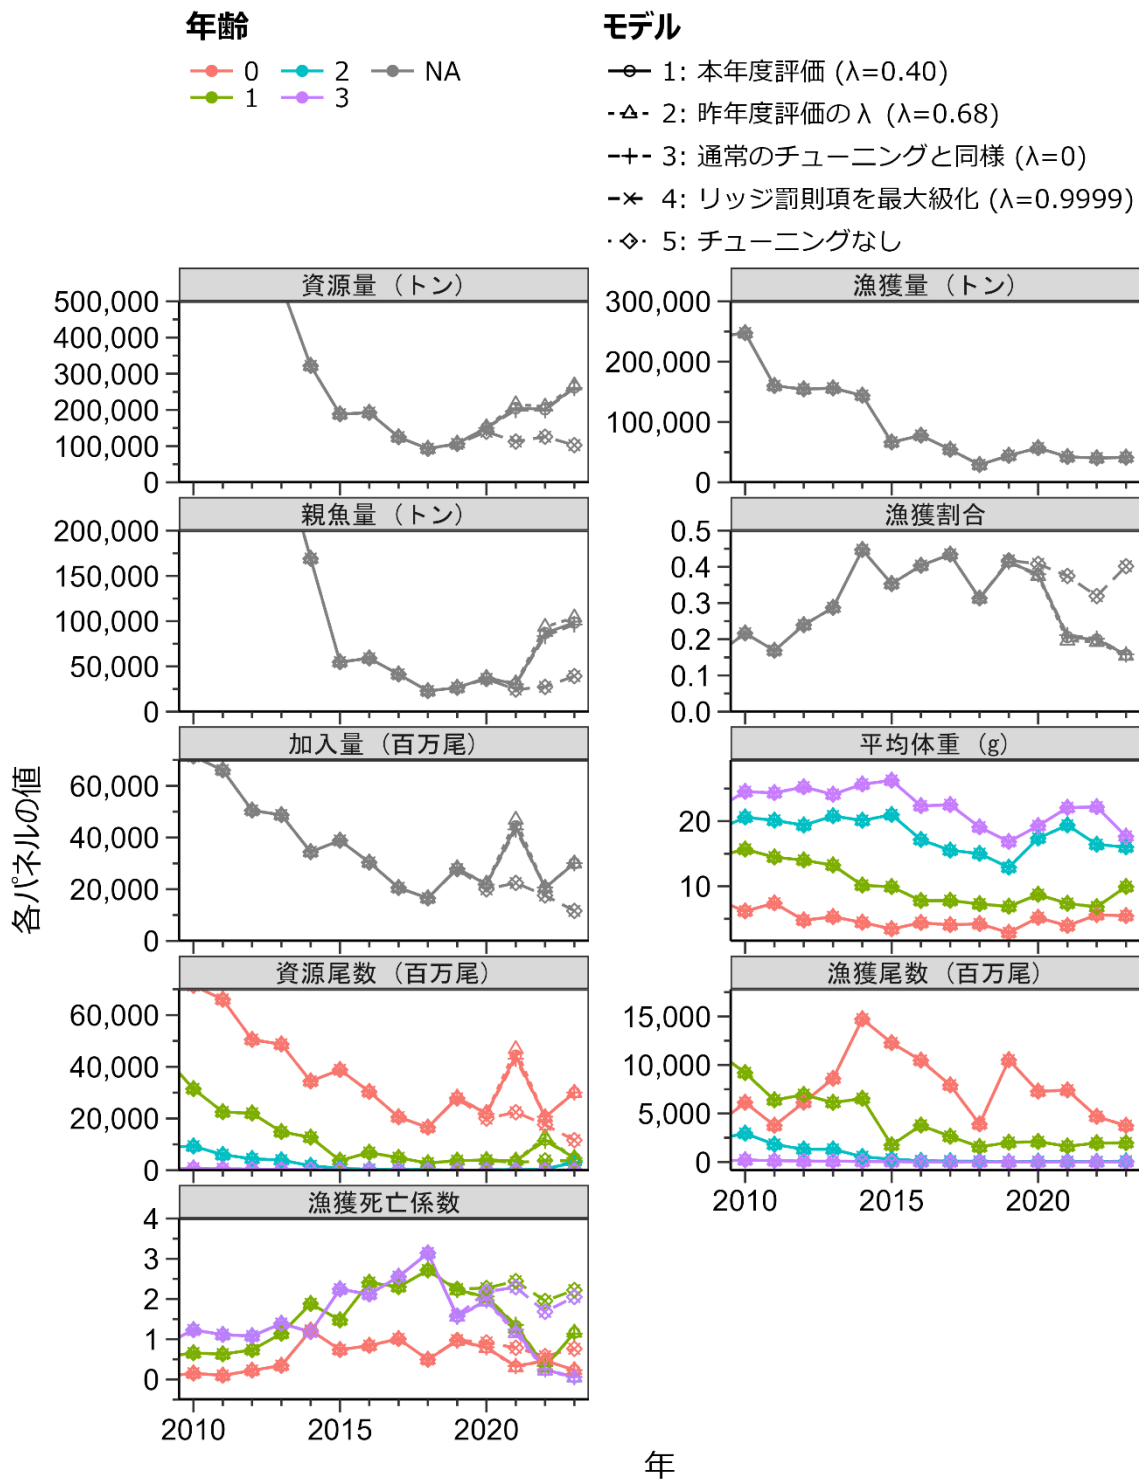 年齢
0
2
NA
1
3
モデル
1: 本年度評価 (λ=0.40)
2: 昨年度評価のλ (λ=0.68)
3: 通常のチューニングと同様 (λ=0)
4: リッジ罰則項を最大級化 (λ=0.9999)
5: チューニングなし
資源量（トン）
500,000
400,000
300,000
200,000
100,000
0
漁獲量（トン）
300,000
200,000
100,000
0
親魚量（トン）
200,000
150,000
100,000
50,000
0
漁獲割合
0.5
0.4
0.3
0.2
0.1
0.0
加入量（百万尾）
60,000
40,000
20,000
0
平均体重（g）
20
10
資源尾数（百万尾）
60,000
40,000
20,000
0
漁獲尾数（百万尾）
15,000
10,000
5,000
0
2010
2015
2020
漁獲死亡係数
4
3
2
1
0
2010
2015
2020
各パネルの値
年